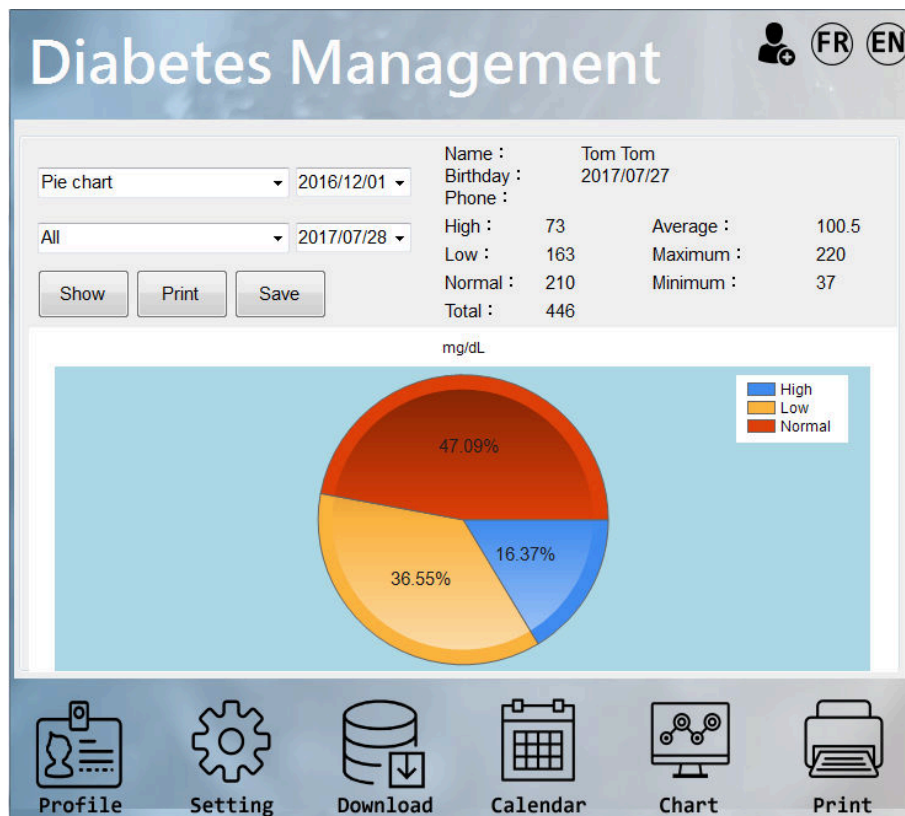 Diabetes Management
FR
EN
Pie chart
2016/12/01
All
2017/07/28
Show
Print
Save
Name： Tom Tom
Birthday： 2017/07/27
Phone：
High： 73 Average： 100.5
Low： 163 Maximum： 220
Normal： 210 Minimum： 37
Total： 446
mg/dL
High
Low
Normal
47.09%
16.37%
36.55%
Profile
Setting
Download
Calendar
Chart
Print